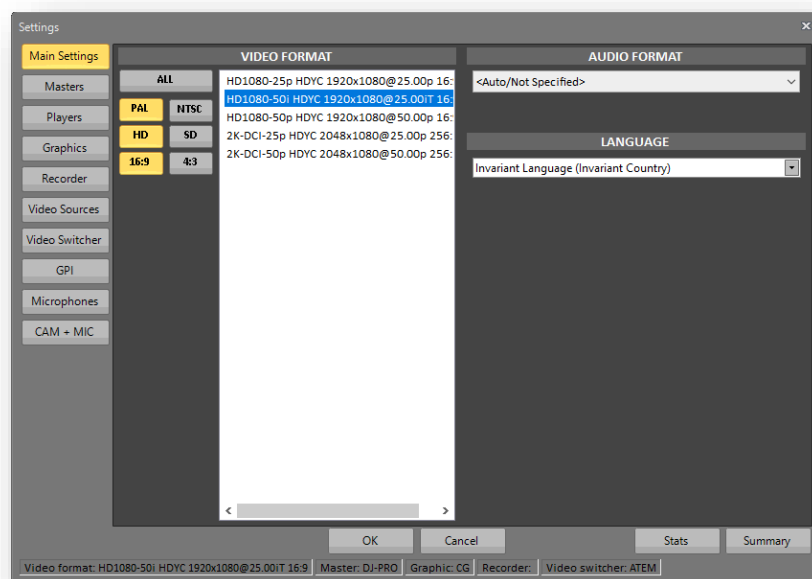 Settings
Main Settings
Masters
Players
Graphics
Recorder
Video Sources
Video Switcher
GPI
Microphones
CAM + MIC
VIDEO FORMAT
ALL
PAL NTSC
HD SD
16:9 4:3
HD1080-25p HDYC 1920x1080@25.00p 16:
HD1080-50i HDYC 1920x1080@25.00iT 16:
HD1080-50p HDYC 1920x1080@50.00p 16:
2K-DCI-25p HDYC 2048x1080@25.00p 256:
2K-DCI-50p HDYC 2048x1080@50.00p 256:
AUDIO FORMAT
<Auto/Not Specified>
LANGUAGE
Invariant Language (Invariant Country)
OK Cancel Stats Summary
Video format: HD1080-50i HDYC 1920x1080@25.00iT 16:9 Master: DJ-PRO Graphic: CG Recorder: Video switcher: ATEM